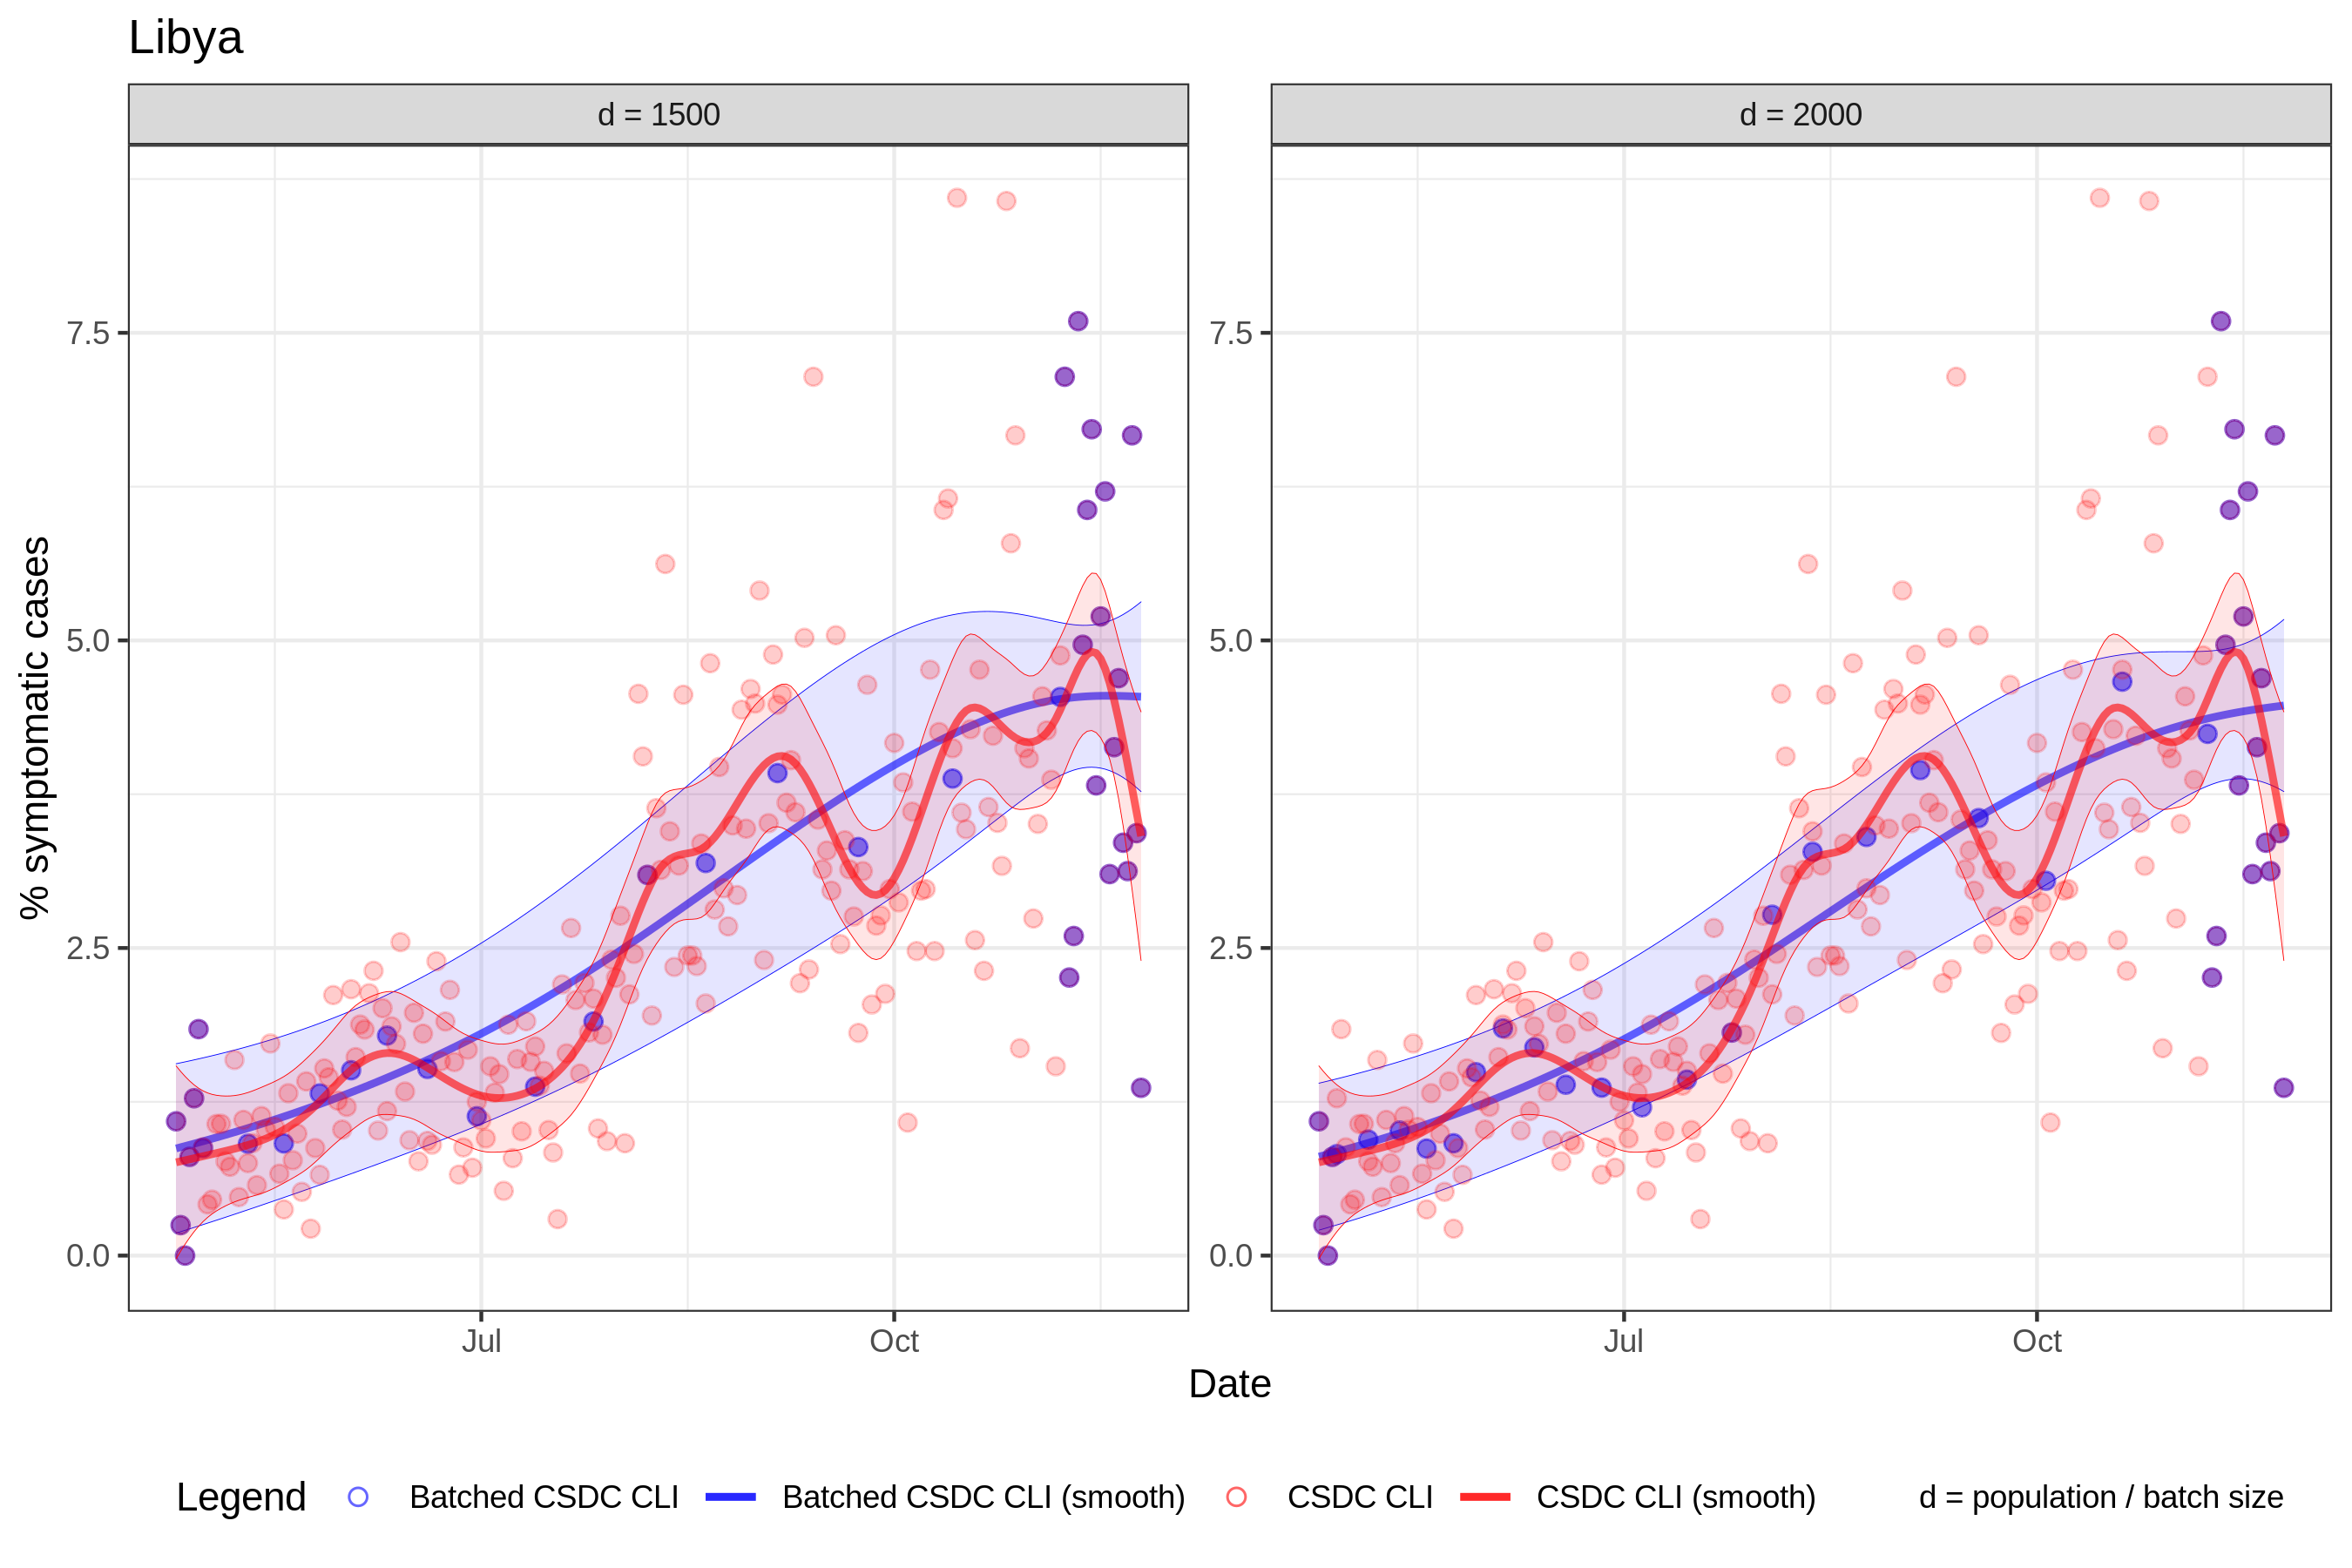 Libya
d = 1500
d = 2000
% symptomatic cases
7.5
5.0
2.5
0.0
7.5
5.0
2.5
0.0
Jul
Oct
Jul
Oct
Date
Legend
Batched CSDC CLI
Batched CSDC CLI (smooth)
CSDC CLI
CSDC CLI (smooth)
d = population / batch size